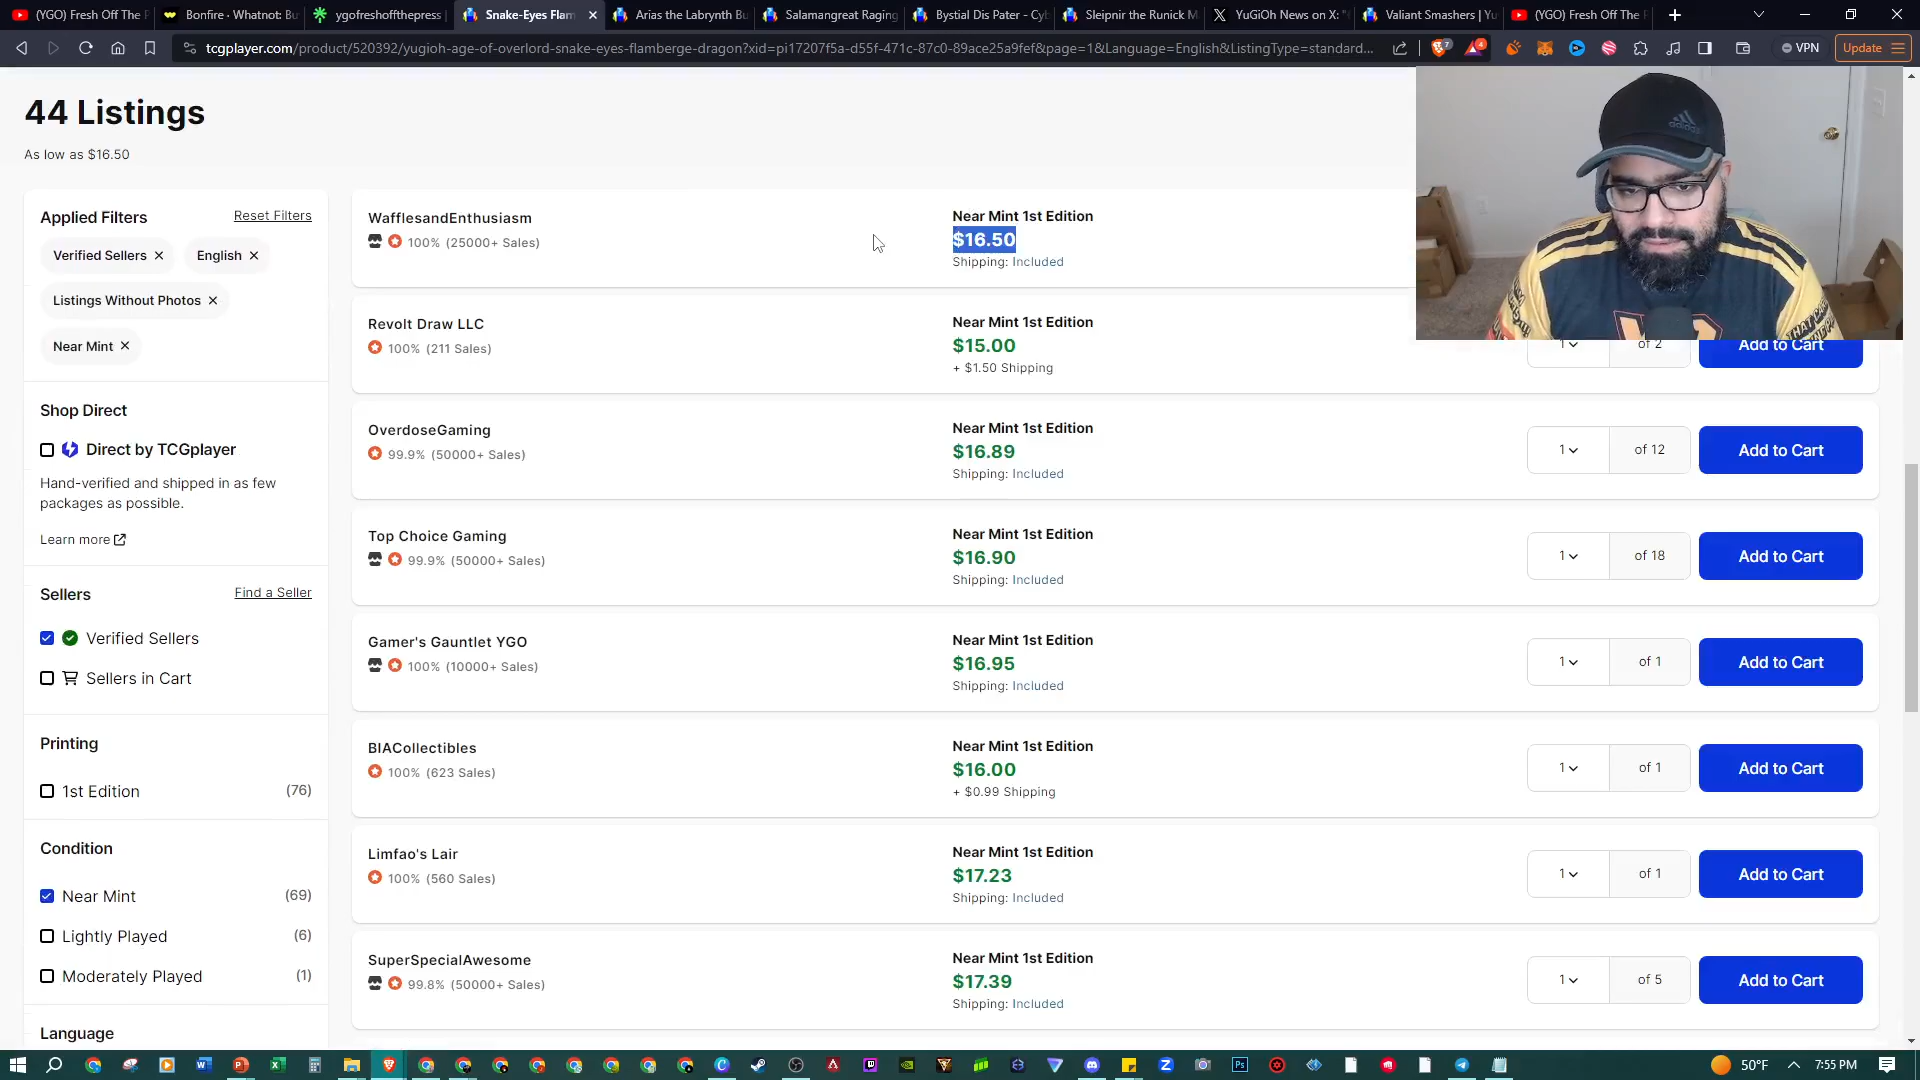 (YGO) Fresh Off The P
Bonfire · Whatnot: Bu
ygofreshoffthepress
Snake-Eyes Flam
Arias the Labrynth Bu
Salamangreat Raging
Bystial Dis Pater - Cyb
Sleipnir the Runick M
YuGiOh News on X: "
Valiant Smashers | Yu
(YGO) Fresh Off The P
tcgplayer.com/product/520392/yugioh-age-of-overlord-snake-eyes-flamberge-dragon?xid=pi17207f5a-d55f-471c-87c0-89ace25a9fef&page=1&Language=English&ListingType=standard...
7
4
VPN
Update
44 Listings
As low as $16.50
Applied Filters
Reset Filters
Verified Sellers
English
Listings Without Photos
Near Mint
Shop Direct
Direct by TCGplayer
Hand-verified and shipped in as few
packages as possible.
Learn more
Sellers
Find a Seller
Verified Sellers
Sellers in Cart
Printing
1st Edition (76)
Condition
Near Mint (69)
Lightly Played (6)
Moderately Played (1)
Language
WafflesandEnthusiasm
100% (25000+ Sales)
Near Mint 1st Edition
$16.50
Shipping: Included
Revolt Draw LLC
100% (211 Sales)
Near Mint 1st Edition
$15.00
+ $1.50 Shipping
1
of 2
Add to Cart
OverdoseGaming
99.9% (50000+ Sales)
Near Mint 1st Edition
$16.89
Shipping: Included
1
of 12
Add to Cart
Top Choice Gaming
99.9% (50000+ Sales)
Near Mint 1st Edition
$16.90
Shipping: Included
1
of 18
Add to Cart
Gamer's Gauntlet YGO
100% (10000+ Sales)
Near Mint 1st Edition
$16.95
Shipping: Included
1
of 1
Add to Cart
BIACollectibles
100% (623 Sales)
Near Mint 1st Edition
$16.00
+ $0.99 Shipping
1
of 1
Add to Cart
Limfao's Lair
100% (560 Sales)
Near Mint 1st Edition
$17.23
Shipping: Included
1
of 1
Add to Cart
SuperSpecialAwesome
99.8% (50000+ Sales)
Near Mint 1st Edition
$17.39
Shipping: Included
1
of 5
Add to Cart
adidas
50°F
7:55 PM